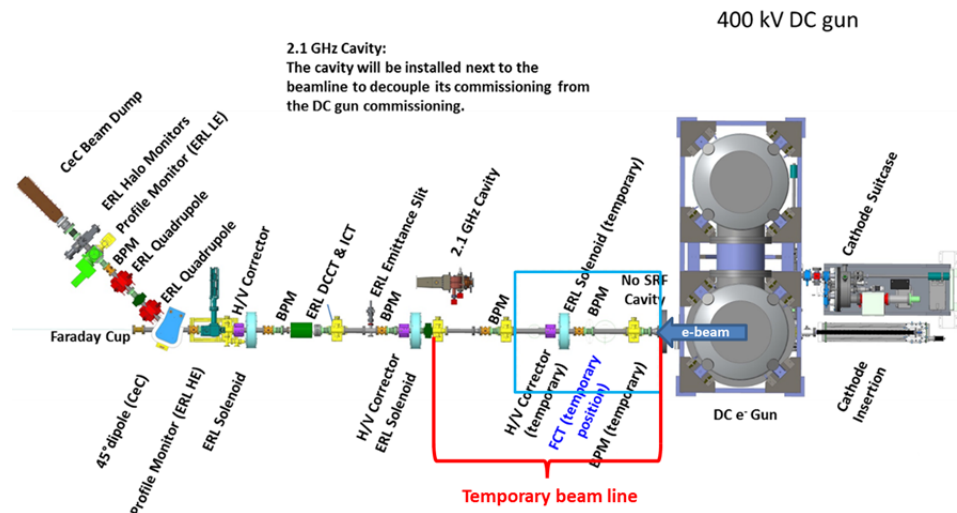 400 kV DC gun
2.1 GHz Cavity:
The cavity will be installed next to the
beamline to decouple its commissioning from
the DC gun commissioning.
CeC Beam Dump
ERL Halo Monitors
Profile Monitor (ERL LE)
BPM
ERL Quadrupole
ERL Quadrupole
H/V Corrector
BPM
ERL DCCT & ICT
ERL Emittance Slit
BPM
2.1 GHz Cavity
BPM
ERL Solenoid (temporary)
BPM
No SRF
Cavity
e-beam
Cathode Suitcase
Faraday Cup
45°dipole (CeC)
Profile Monitor (ERL HE)
ERL Solenoid
H/V Corrector
ERL Solenoid
H/V Corrector
(temporary)
FCT (temporary
position)
BPM (temporary)
DC e- Gun
Cathode
Insertion
Temporary beam line